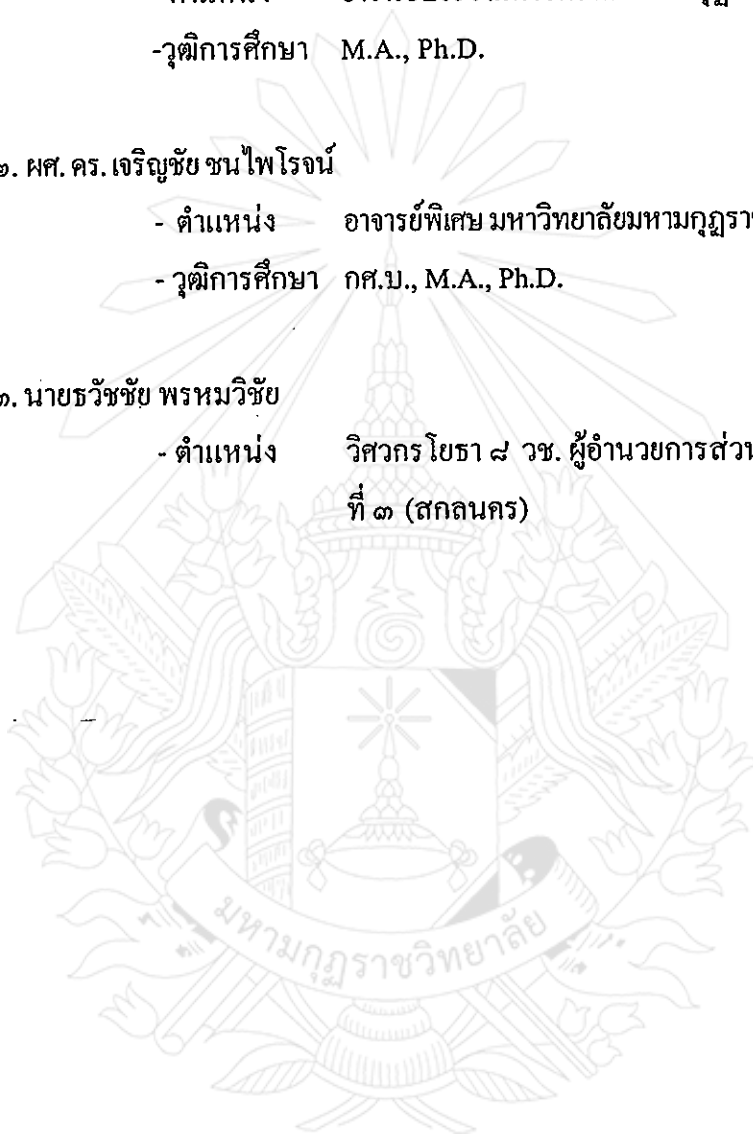 -วุฒิการศึกษา M.A., Ph.D.
๒. ผศ. ดร. เจริญชัย ชนไพโรจน์
- ตำแหน่ง อาจารย์พิเศษ มหาวิทยาลัยมหามกุฏรา
- วุฒิการศึกษา กศ.บ., M.A., Ph.D.
๓. นายธวัชชัย พรหมวิชัย
- ตำแหน่ง วิศวกรโยธา ๘ วช. ผู้อำนวยการส่วน
ที่ ๓ (สกลนคร)
มหามกุฏราชวิทยาลัย